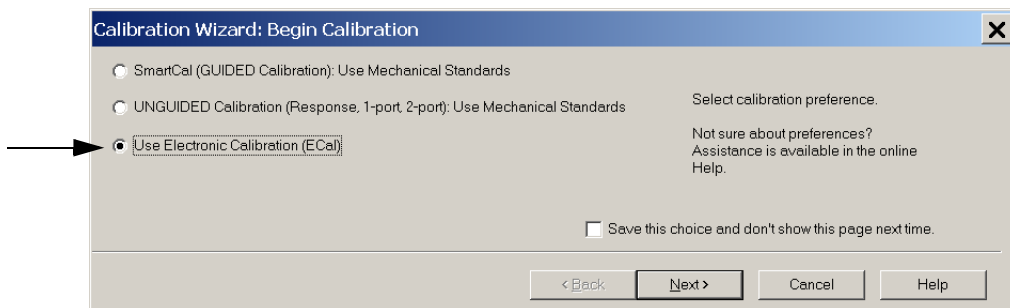 Calibration Wizard: Begin Calibration
SmartCal (GUIDED Calibration): Use Mechanical Standards
UNGUIDED Calibration (Response, 1-port, 2-port): Use Mechanical Standards
Use Electronic Calibration (ECal)
Select calibration preference.
Not sure about preferences?
Assistance is available in the online
Help.
Save this choice and don't show this page next time.
< Back
Next >
Cancel
Help